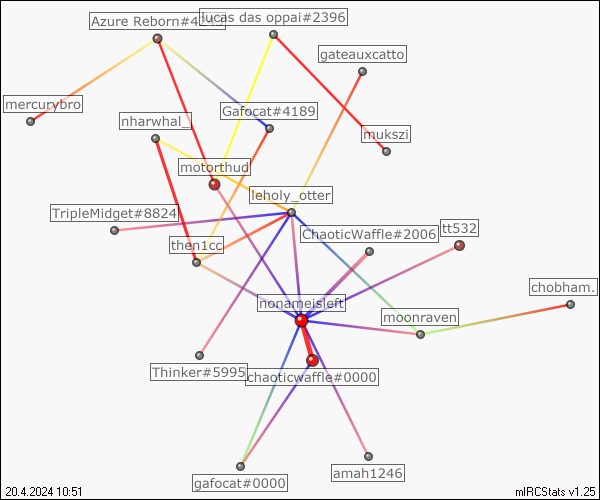 Azure Reborn#4
lucas das oppai#2396
gateauxcatto
mercurybro
nharwhal_
Gafocat#4189
mukszi
motorthud
leholy_otter
TripleMidget#8824
then1cc
ChaoticWaffle#2006
tt532
chobham.
nonameisleft
moonraven
Thinker#5995
chaoticwaffle#0000
gafocat#0000
amah1246
20.4.2024 10:51
mIRCStats v1.25